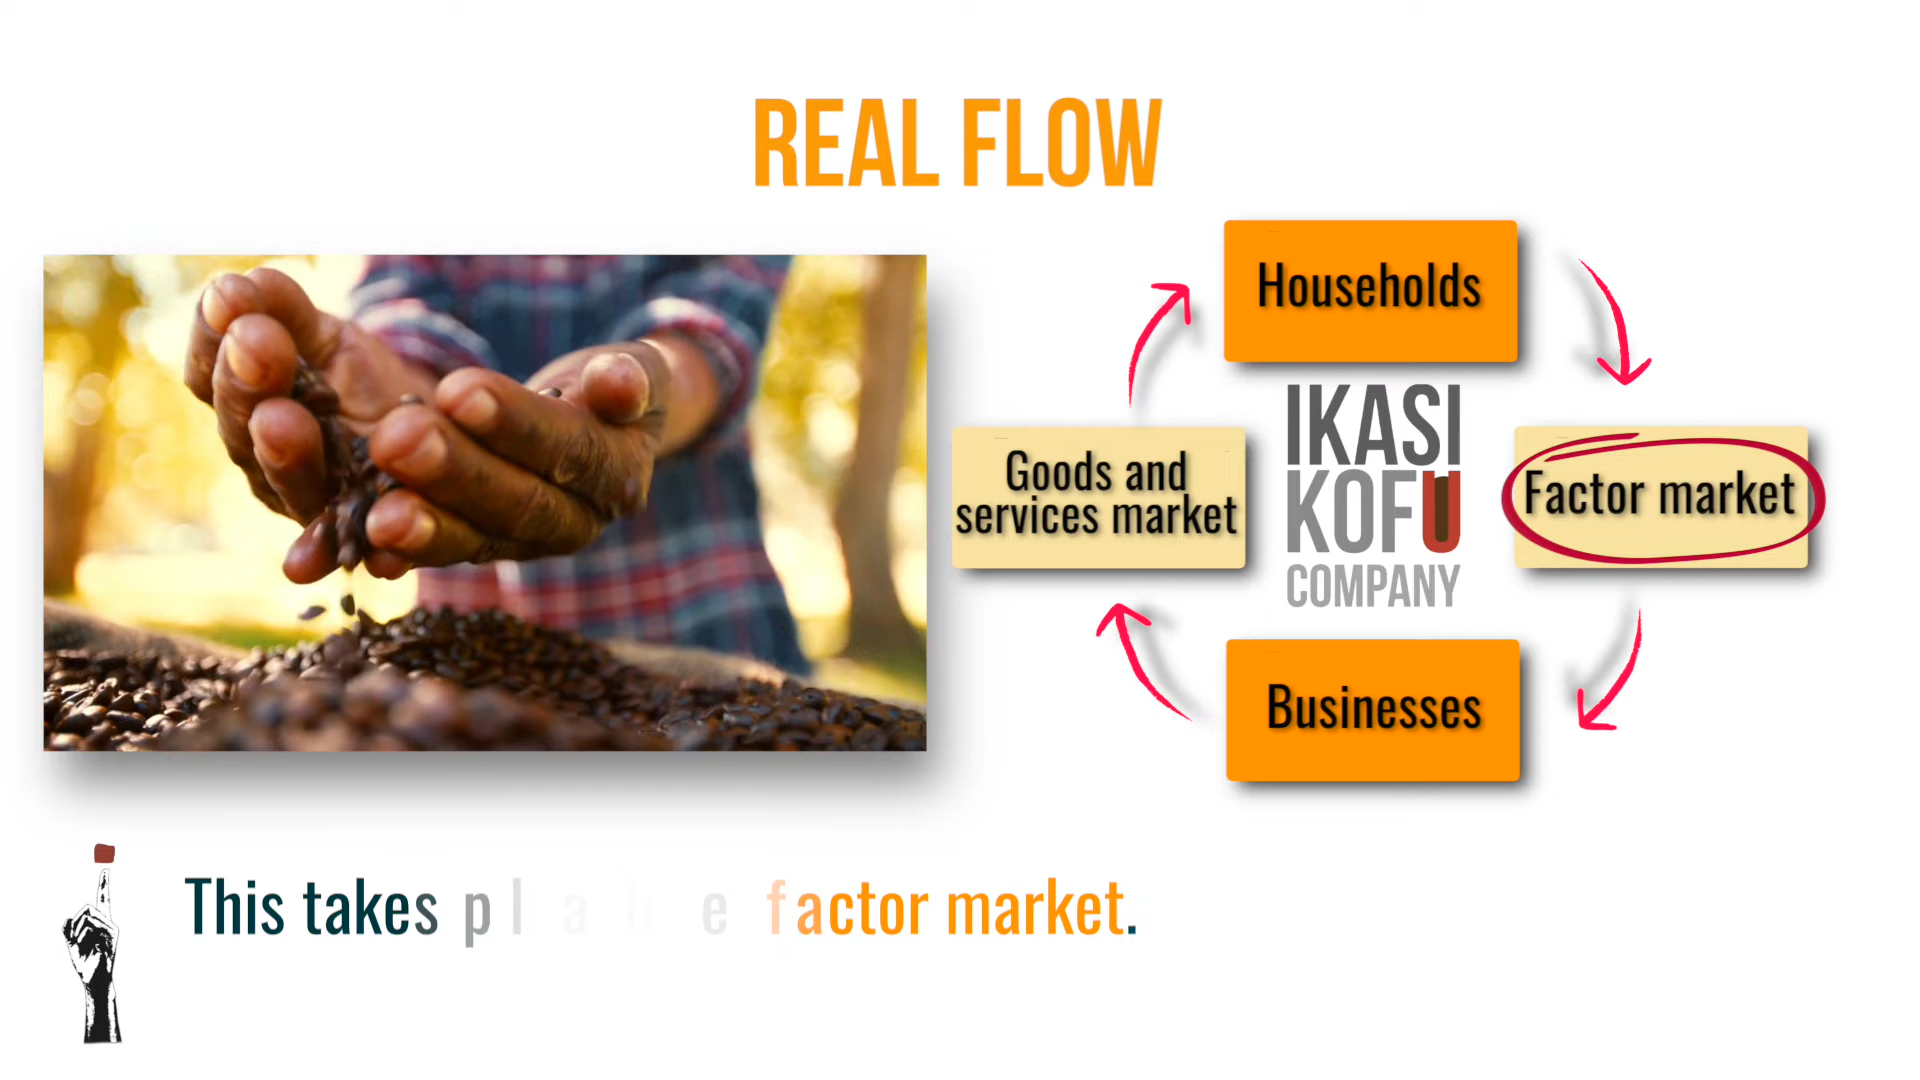 REAL FLOW
Households
IKASI
KOFU
COMPANY
Goods and
services market
Factor market
Businesses
This takes factor market.